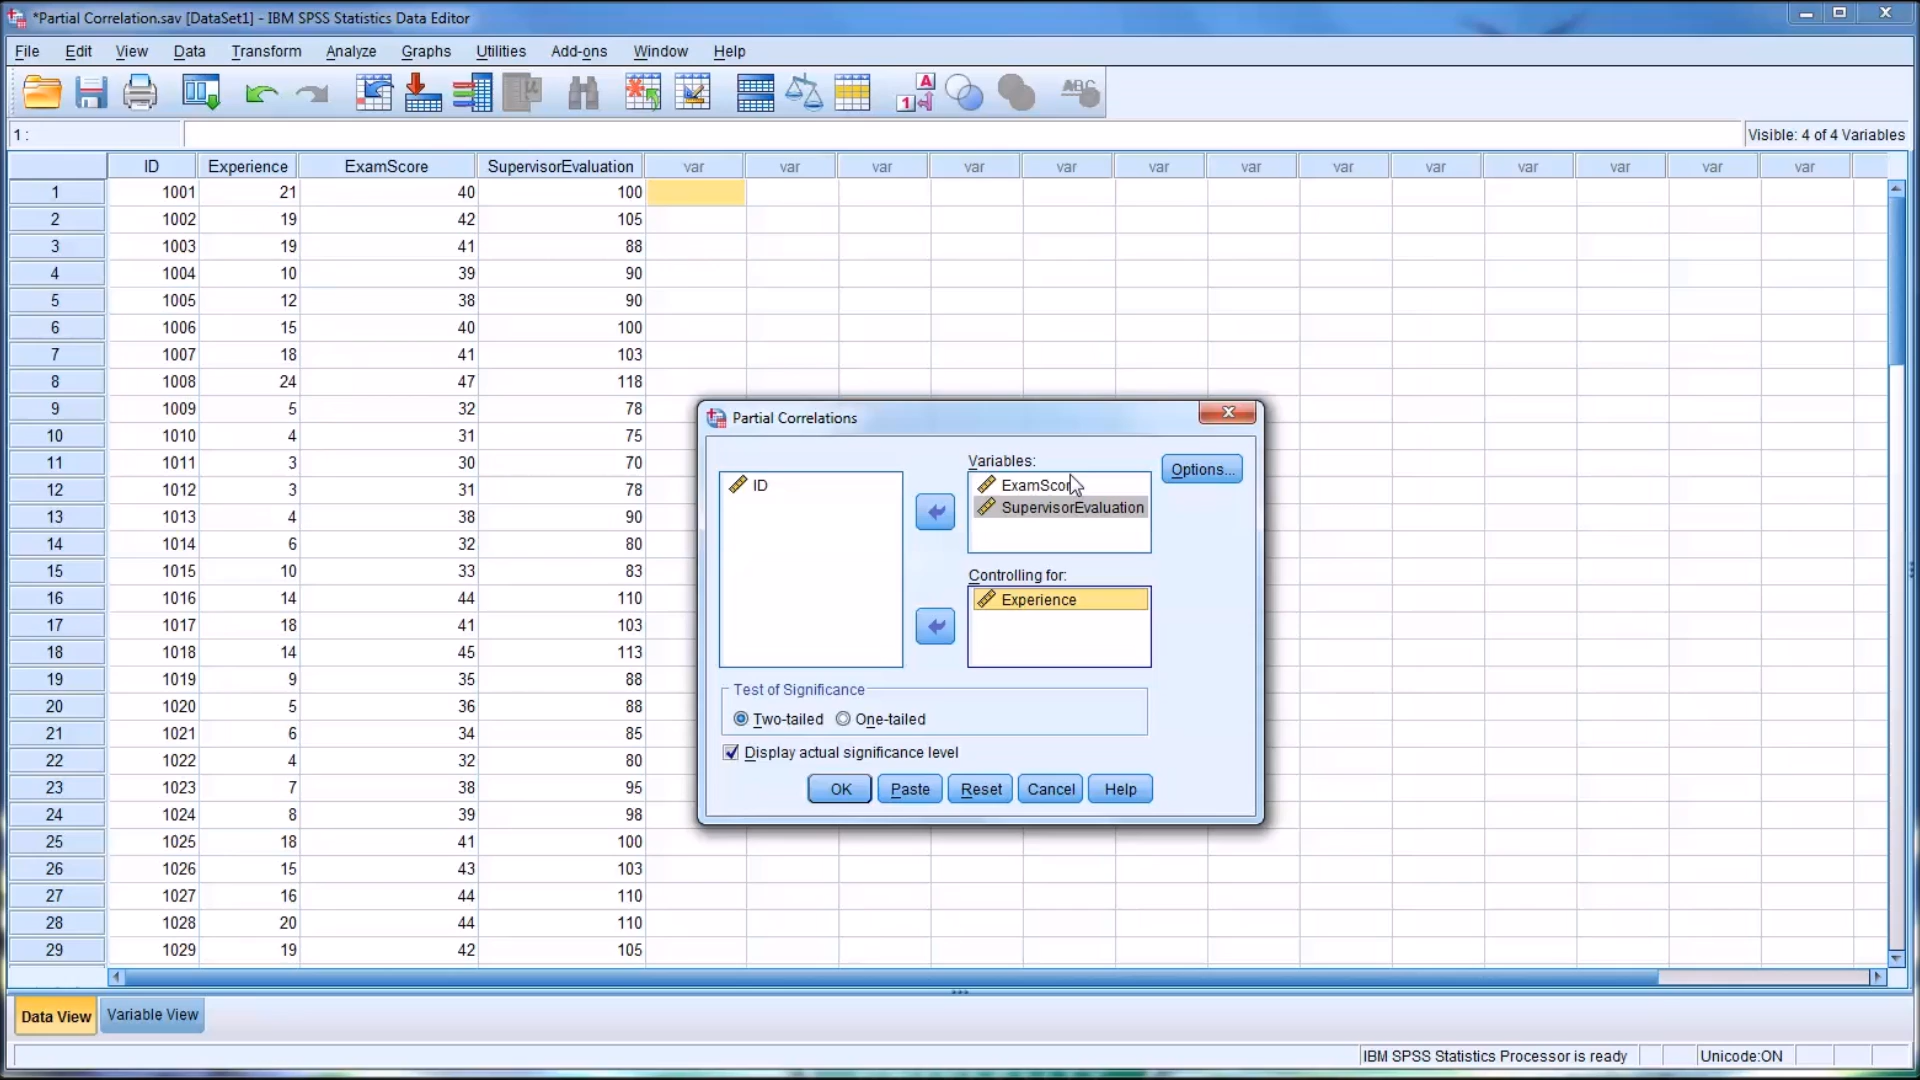 *Partial Correlation.sav [DataSet1] - IBM SPSS Statistics Data Editor
File Edit View Data Transform Analyze Graphs Utilities Add-ons Window Help
1 :
Visible: 4 of 4 Variables
ID Experience ExamScore SupervisorEvaluation var var var var var var var var var var var var var
1 1001 21 40 100
2 1002 19 42 105
3 1003 19 41 88
4 1004 10 39 90
5 1005 12 38 90
6 1006 15 40 100
7 1007 18 41 103
8 1008 24 47 118
9 1009 5 32 78
10 1010 4 31 75
11 1011 3 30 70
12 1012 3 31 78
13 1013 4 38 90
14 1014 6 32 80
15 1015 10 33 83
16 1016 14 44 110
17 1017 18 41 103
18 1018 14 45 113
19 1019 9 35 88
20 1020 5 36 88
21 1021 6 34 85
22 1022 4 32 80
23 1023 7 38 95
24 1024 8 39 98
25 1025 18 41 100
26 1026 15 43 103
27 1027 16 44 110
28 1028 20 44 110
29 1029 19 42 105
Partial Correlations
Variables:
Options...
ID
ExamScore
SupervisorEvaluation
Controlling for:
Experience
Test of Significance
Two-tailed One-tailed
Display actual significance level
OK Paste Reset Cancel Help
Data View Variable View
IBM SPSS Statistics Processor is ready Unicode:ON